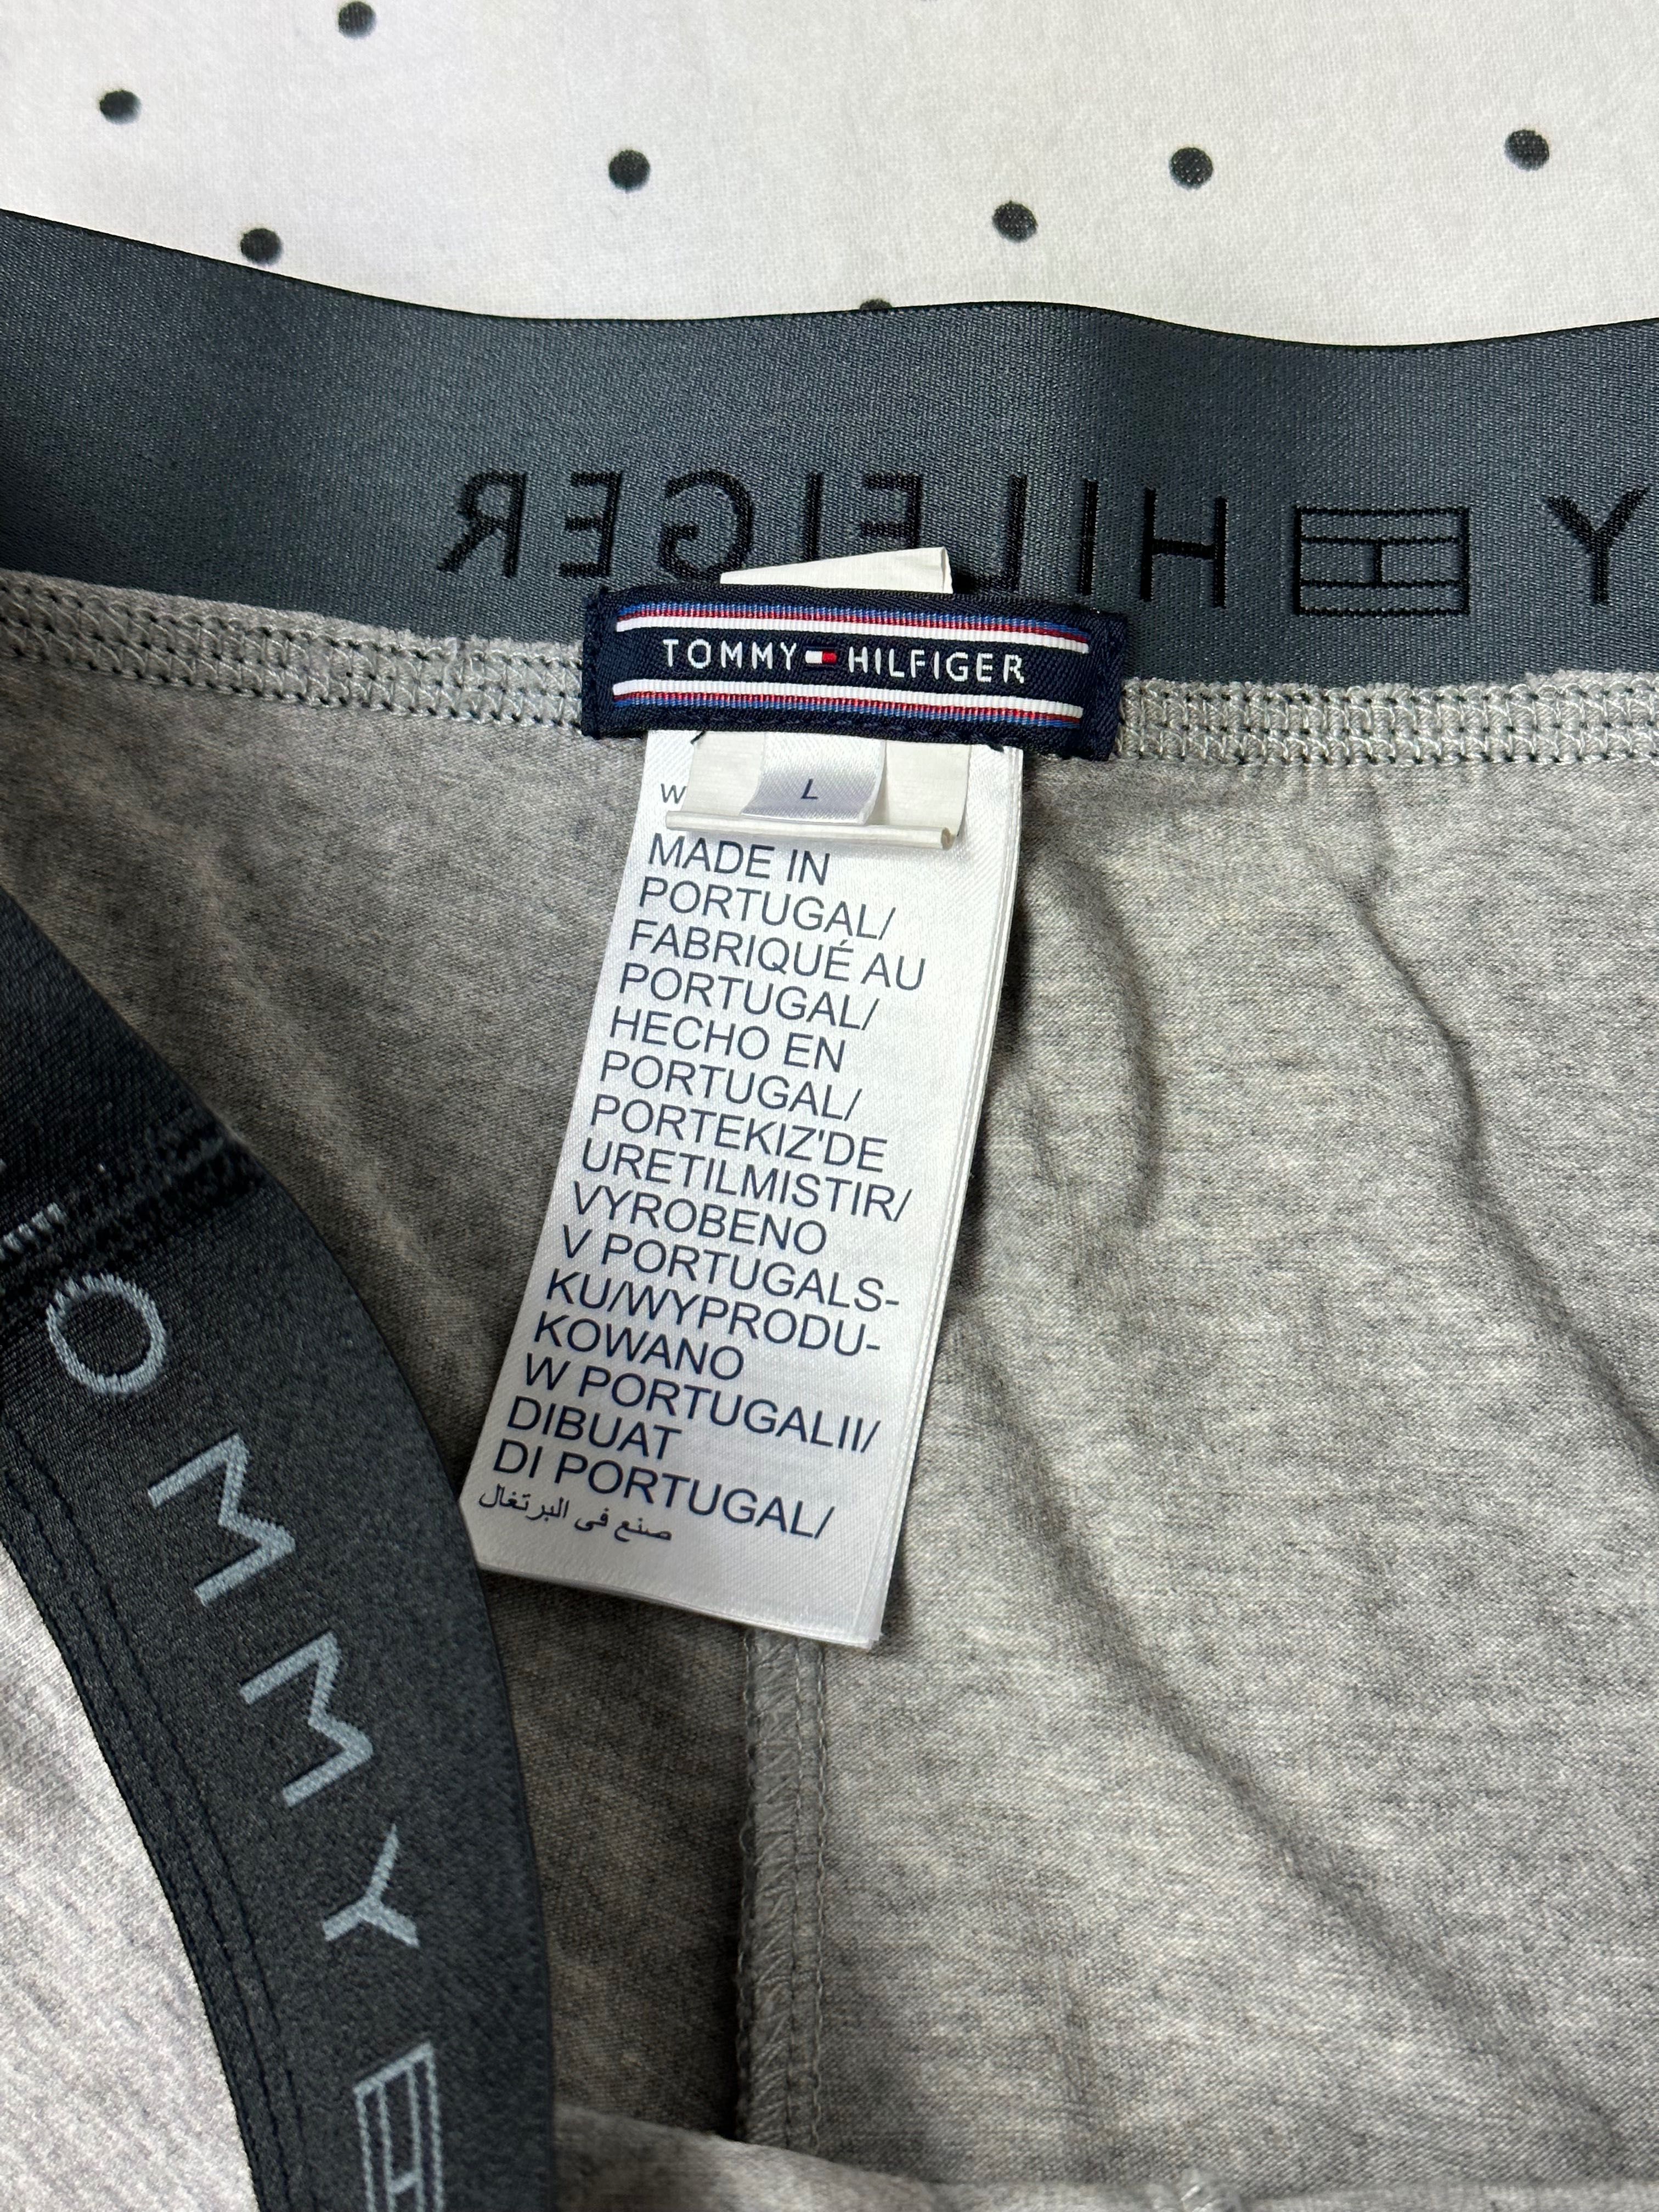 HILFIGER
TOMMY HILFIGER
L
MADE IN
PORTUGAL/
FABRIQUÉ AU
PORTUGAL/
HECHO EN
PORTUGAL/
PORTEKIZ'DE
URETILMISTIR/
VYROBENO
V PORTUGALS-
KU/WYPRODU-
KOWANO
W PORTUGALII/
DIBUAT
DI PORTUGAL/
صنع فى البرتغال
OMMY